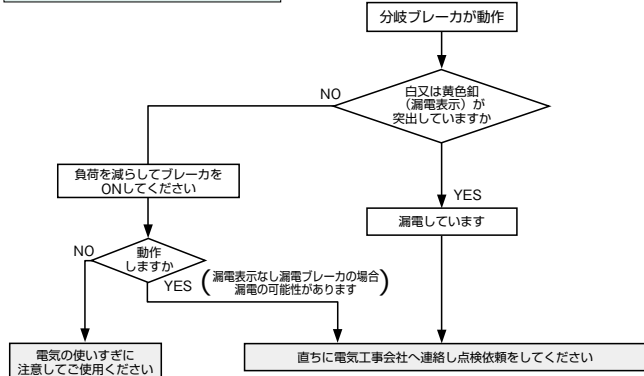 分岐ブレーカが動作
NO
白又は黄色釦
（漏電表示）が
突出していますか
負荷を減らしてブレーカを
ONしてください
YES
漏電しています
NO
動作
しますか
YES
（漏電表示なし漏電ブレーカの場合
漏電の可能性があります）
電気の使いすぎに
注意してご使用ください
直ちに電気工事会社へ連絡し点検依頼をしてください